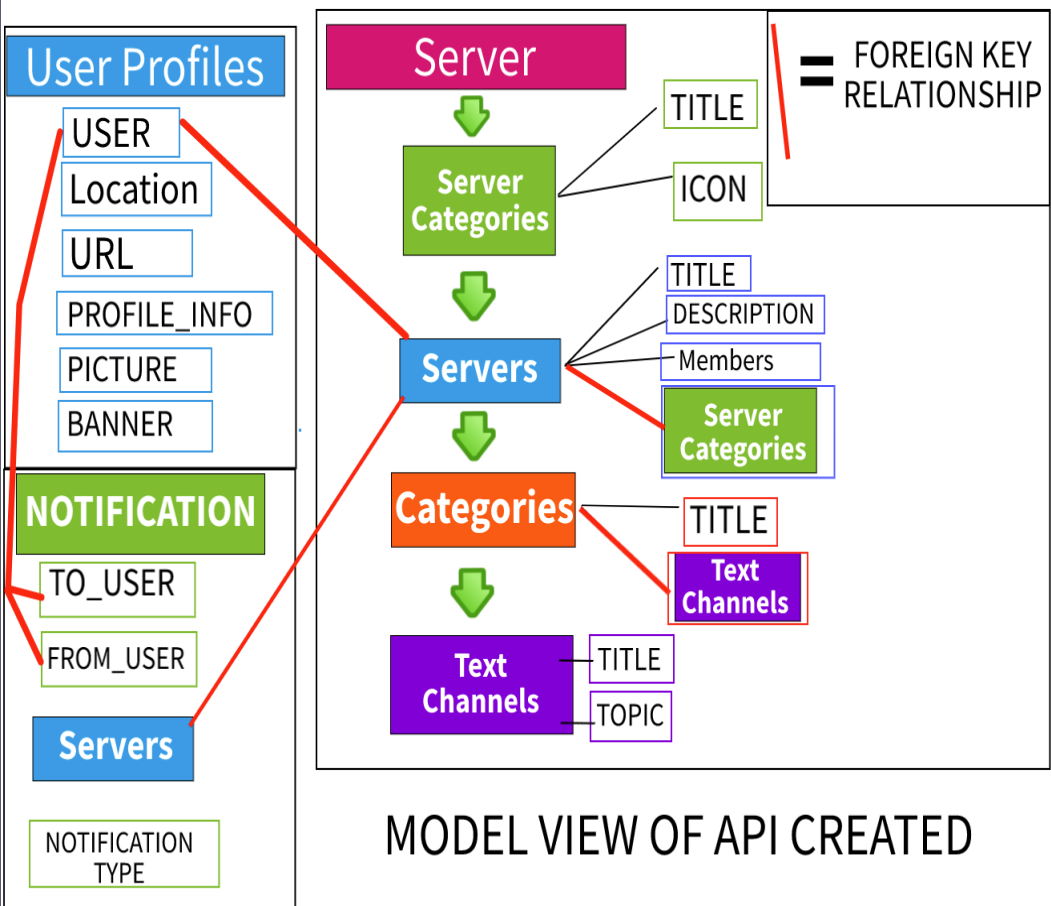 User Profiles
USER
Location
URL
PROFILE_INFO
PICTURE
BANNER
NOTIFICATION
TO_USER
FROM_USER
Servers
NOTIFICATION
TYPE
Server
Server
Categories
TITLE
ICON
Servers
TITLE
DESCRIPTION
Members
Server
Categories
Categories
TITLE
Text
Channels
Text
Channels
TITLE
TOPIC
= FOREIGN KEY
RELATIONSHIP
MODEL VIEW OF API CREATED